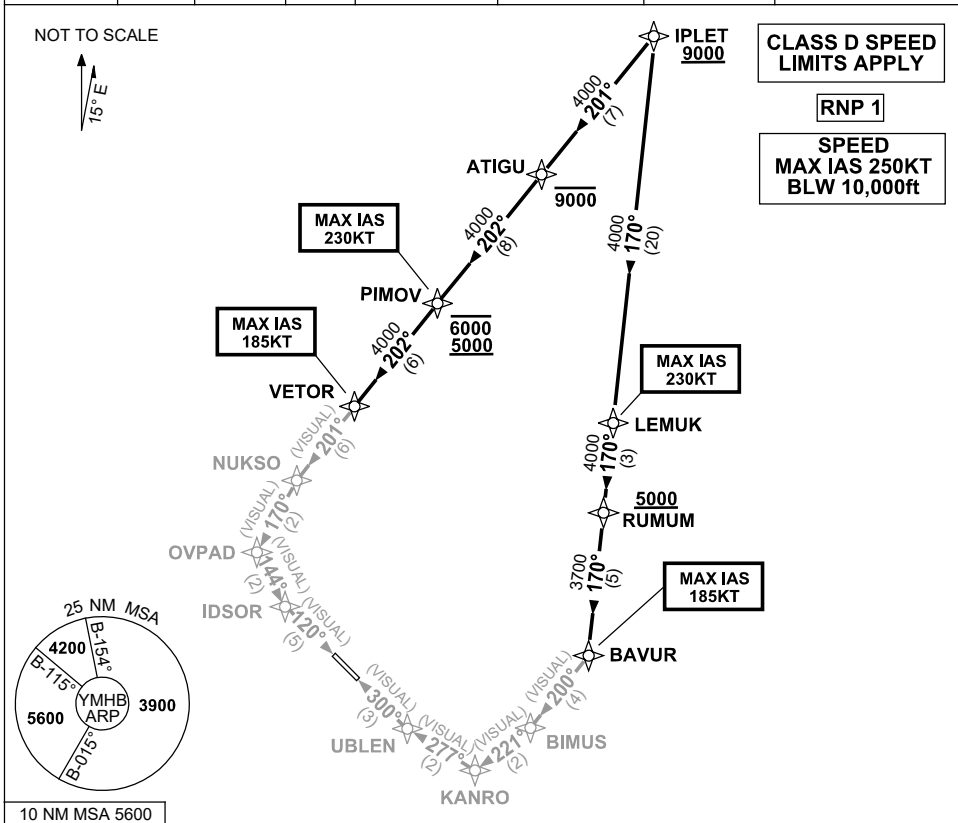 NOT TO SCALE
15° E
IPLET
9000
CLASS D SPEED
LIMITS APPLY
RNP 1
SPEED
MAX IAS 250KT
BLW 10,000ft
4000
201°
(7)
ATIGU
9000
4000
202°
(8)
MAX IAS
230KT
PIMOV
6000
5000
4000
170°
(20)
MAX IAS
185KT
4000
202°
(6)
VETOR
MAX IAS
230KT
LEMUK
(VISUAL)
201°
(6)
NUKSO
4000
170°
(3)
5000
RUMUM
(VISUAL)
170°
(2)
OVPAD
(VISUAL)
144°
(2)
IDSOR
(VISUAL)
120°
(5)
3700
170°
(5)
MAX IAS
185KT
BAVUR
(VISUAL)
200°
(4)
BIMUS
(VISUAL)
221°
(2)
KANRO
(VISUAL)
277°
(2)
UBLEN
(VISUAL)
300°
(3)
25 NM MSA
4200
B-154°
B-115°
YMHB
ARP
3900
5600
B-015°
10 NM MSA 5600